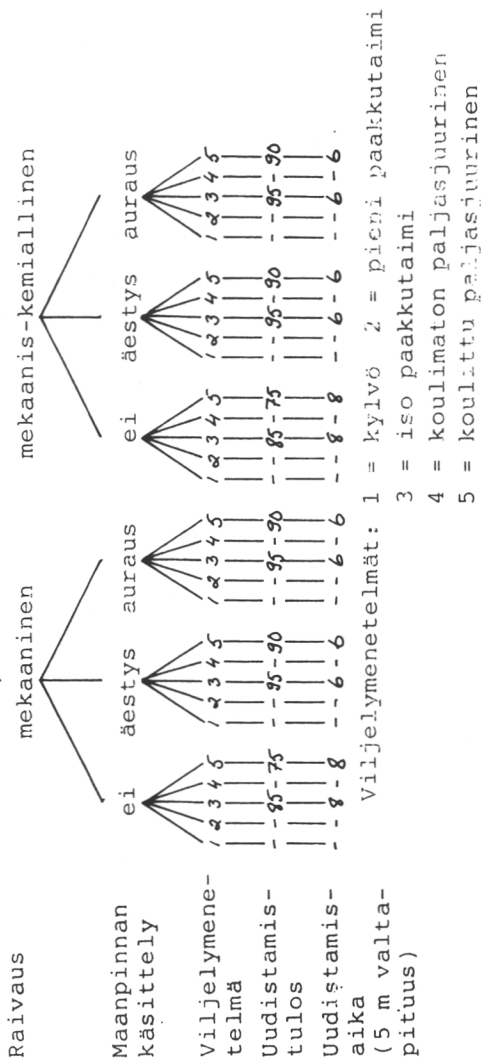 Raivaus
mekaaninen mekaanis-kemiallinen
Maanpinnan
käsittely
ei äestys auraus ei äestys auraus
Viljelymene-
telmä
1 2 3 4 5 1 2 3 4 5 1 2 3 4 5 1 2 3 4 5 1 2 3 4 5 1 2 3 4 5
Uudistamis-
tulos
- - 85 - 75 - - 95 - 90 - - 95 - 90 - - 85 - 75 - - 95 - 90 - - 95 - 90
Uudistamis-
aika
(5 m valta-
pituus)
- - 8 - 8 - - 6 - 6 - - 6 - 6 - - 8 - 8 - - 6 - 6 - - 6 - 6
Viljelymenetelmät: 1 = kylvö 2 = pieni paakkutaimi
3 = iso paakkutaimi
4 = koulimaton paljasjuurinen
5 = koulittu paljasjuurinen